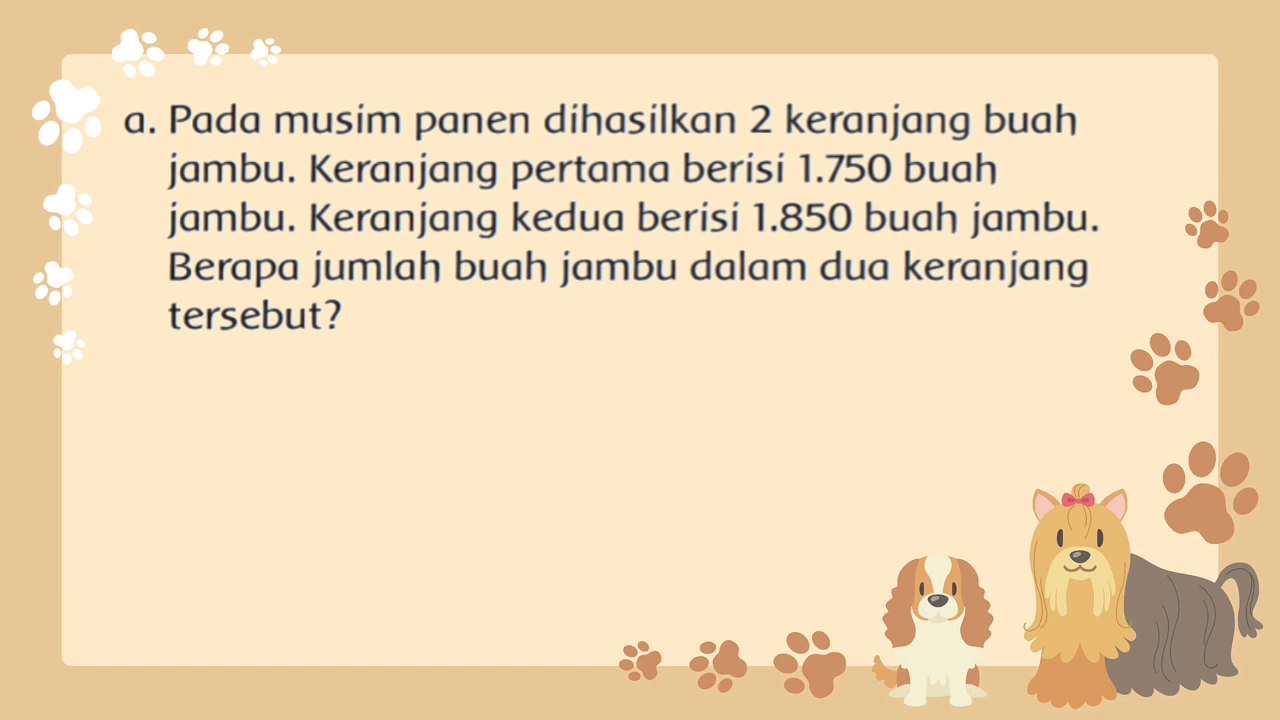 a. Pada musim panen dihasilkan 2 keranjang buah
jambu. Keranjang pertama berisi 1.750 buah
jambu. Keranjang kedua berisi 1.850 buah jambu.
Berapa jumlah buah jambu dalam dua keranjang
tersebut?